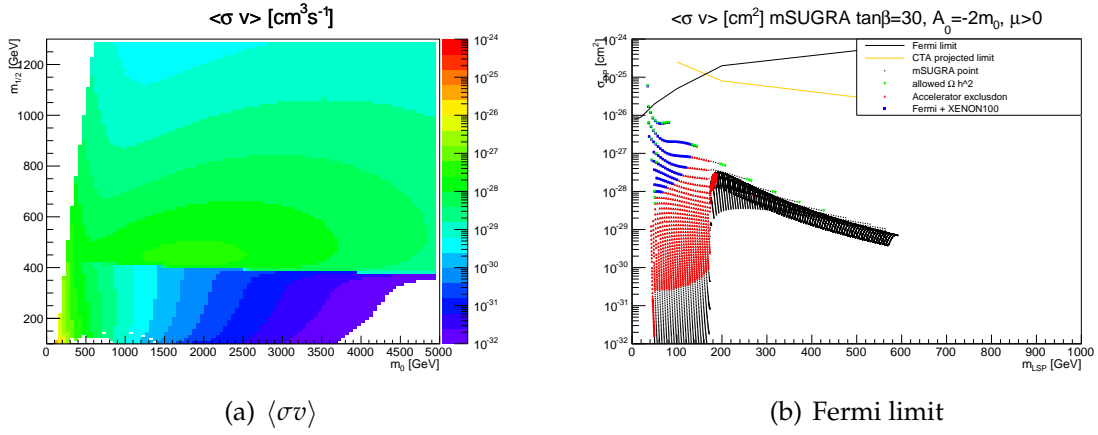 <σ v> [cm³s⁻¹]
m₁/₂ [GeV]
1200
1000
800
600
400
200
0 500 1000 1500 2000 2500 3000 3500 4000 4500 5000
m₀ [GeV]
10⁻²⁴
10⁻²⁵
10⁻²⁶
10⁻²⁷
10⁻²⁸
10⁻²⁹
10⁻³⁰
10⁻³¹
10⁻³²
(a) ⟨σv⟩
<σ v> [cm²] mSUGRA tanβ=30, A₀=-2m₀, μ>0
[cm²]
10⁻²⁴
10⁻²⁵
10⁻²⁶
10⁻²⁷
10⁻²⁸
10⁻²⁹
10⁻³⁰
10⁻³¹
10⁻³²
Fermi limit
CTA projected limit
mSUGRA point
allowed Ω h^2
Accelerator exclusdon
Fermi + XENON100
0 100 200 300 400 500 600 700 800 900 1000
m_LSP [GeV]
(b) Fermi limit